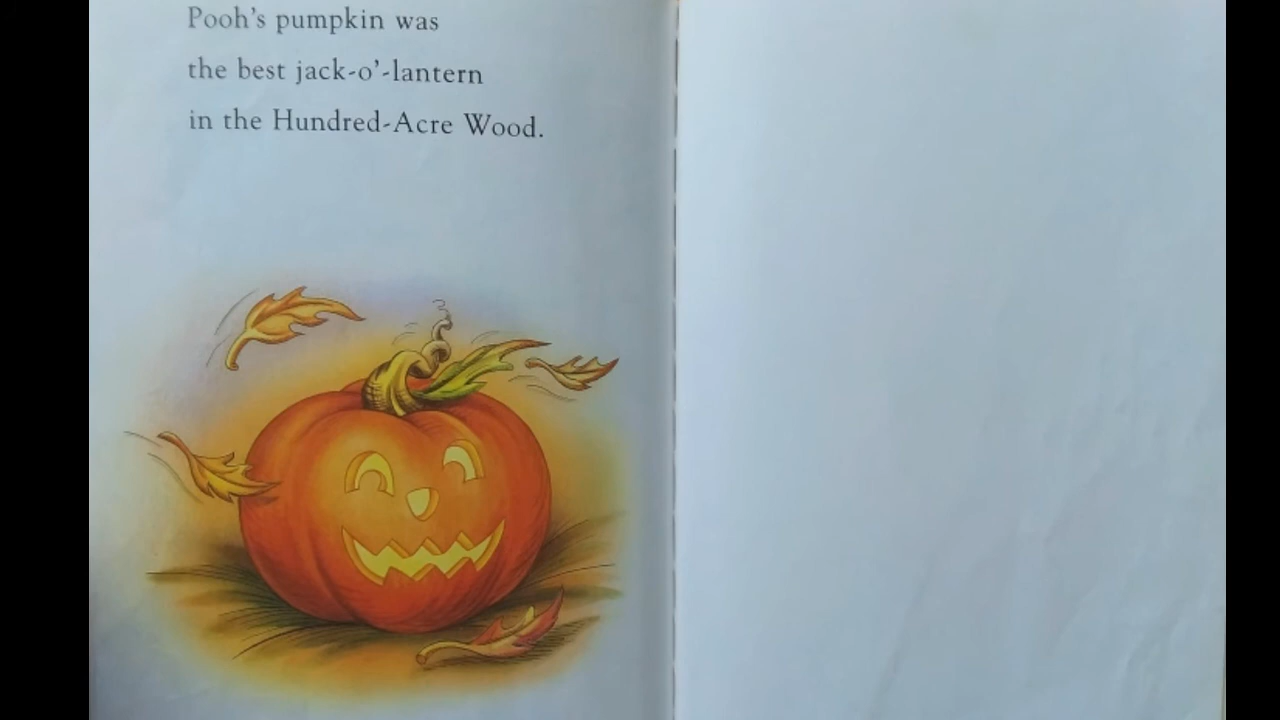 Pooh's pumpkin was
the best jack-o'-lantern
in the Hundred-Acre Wood.